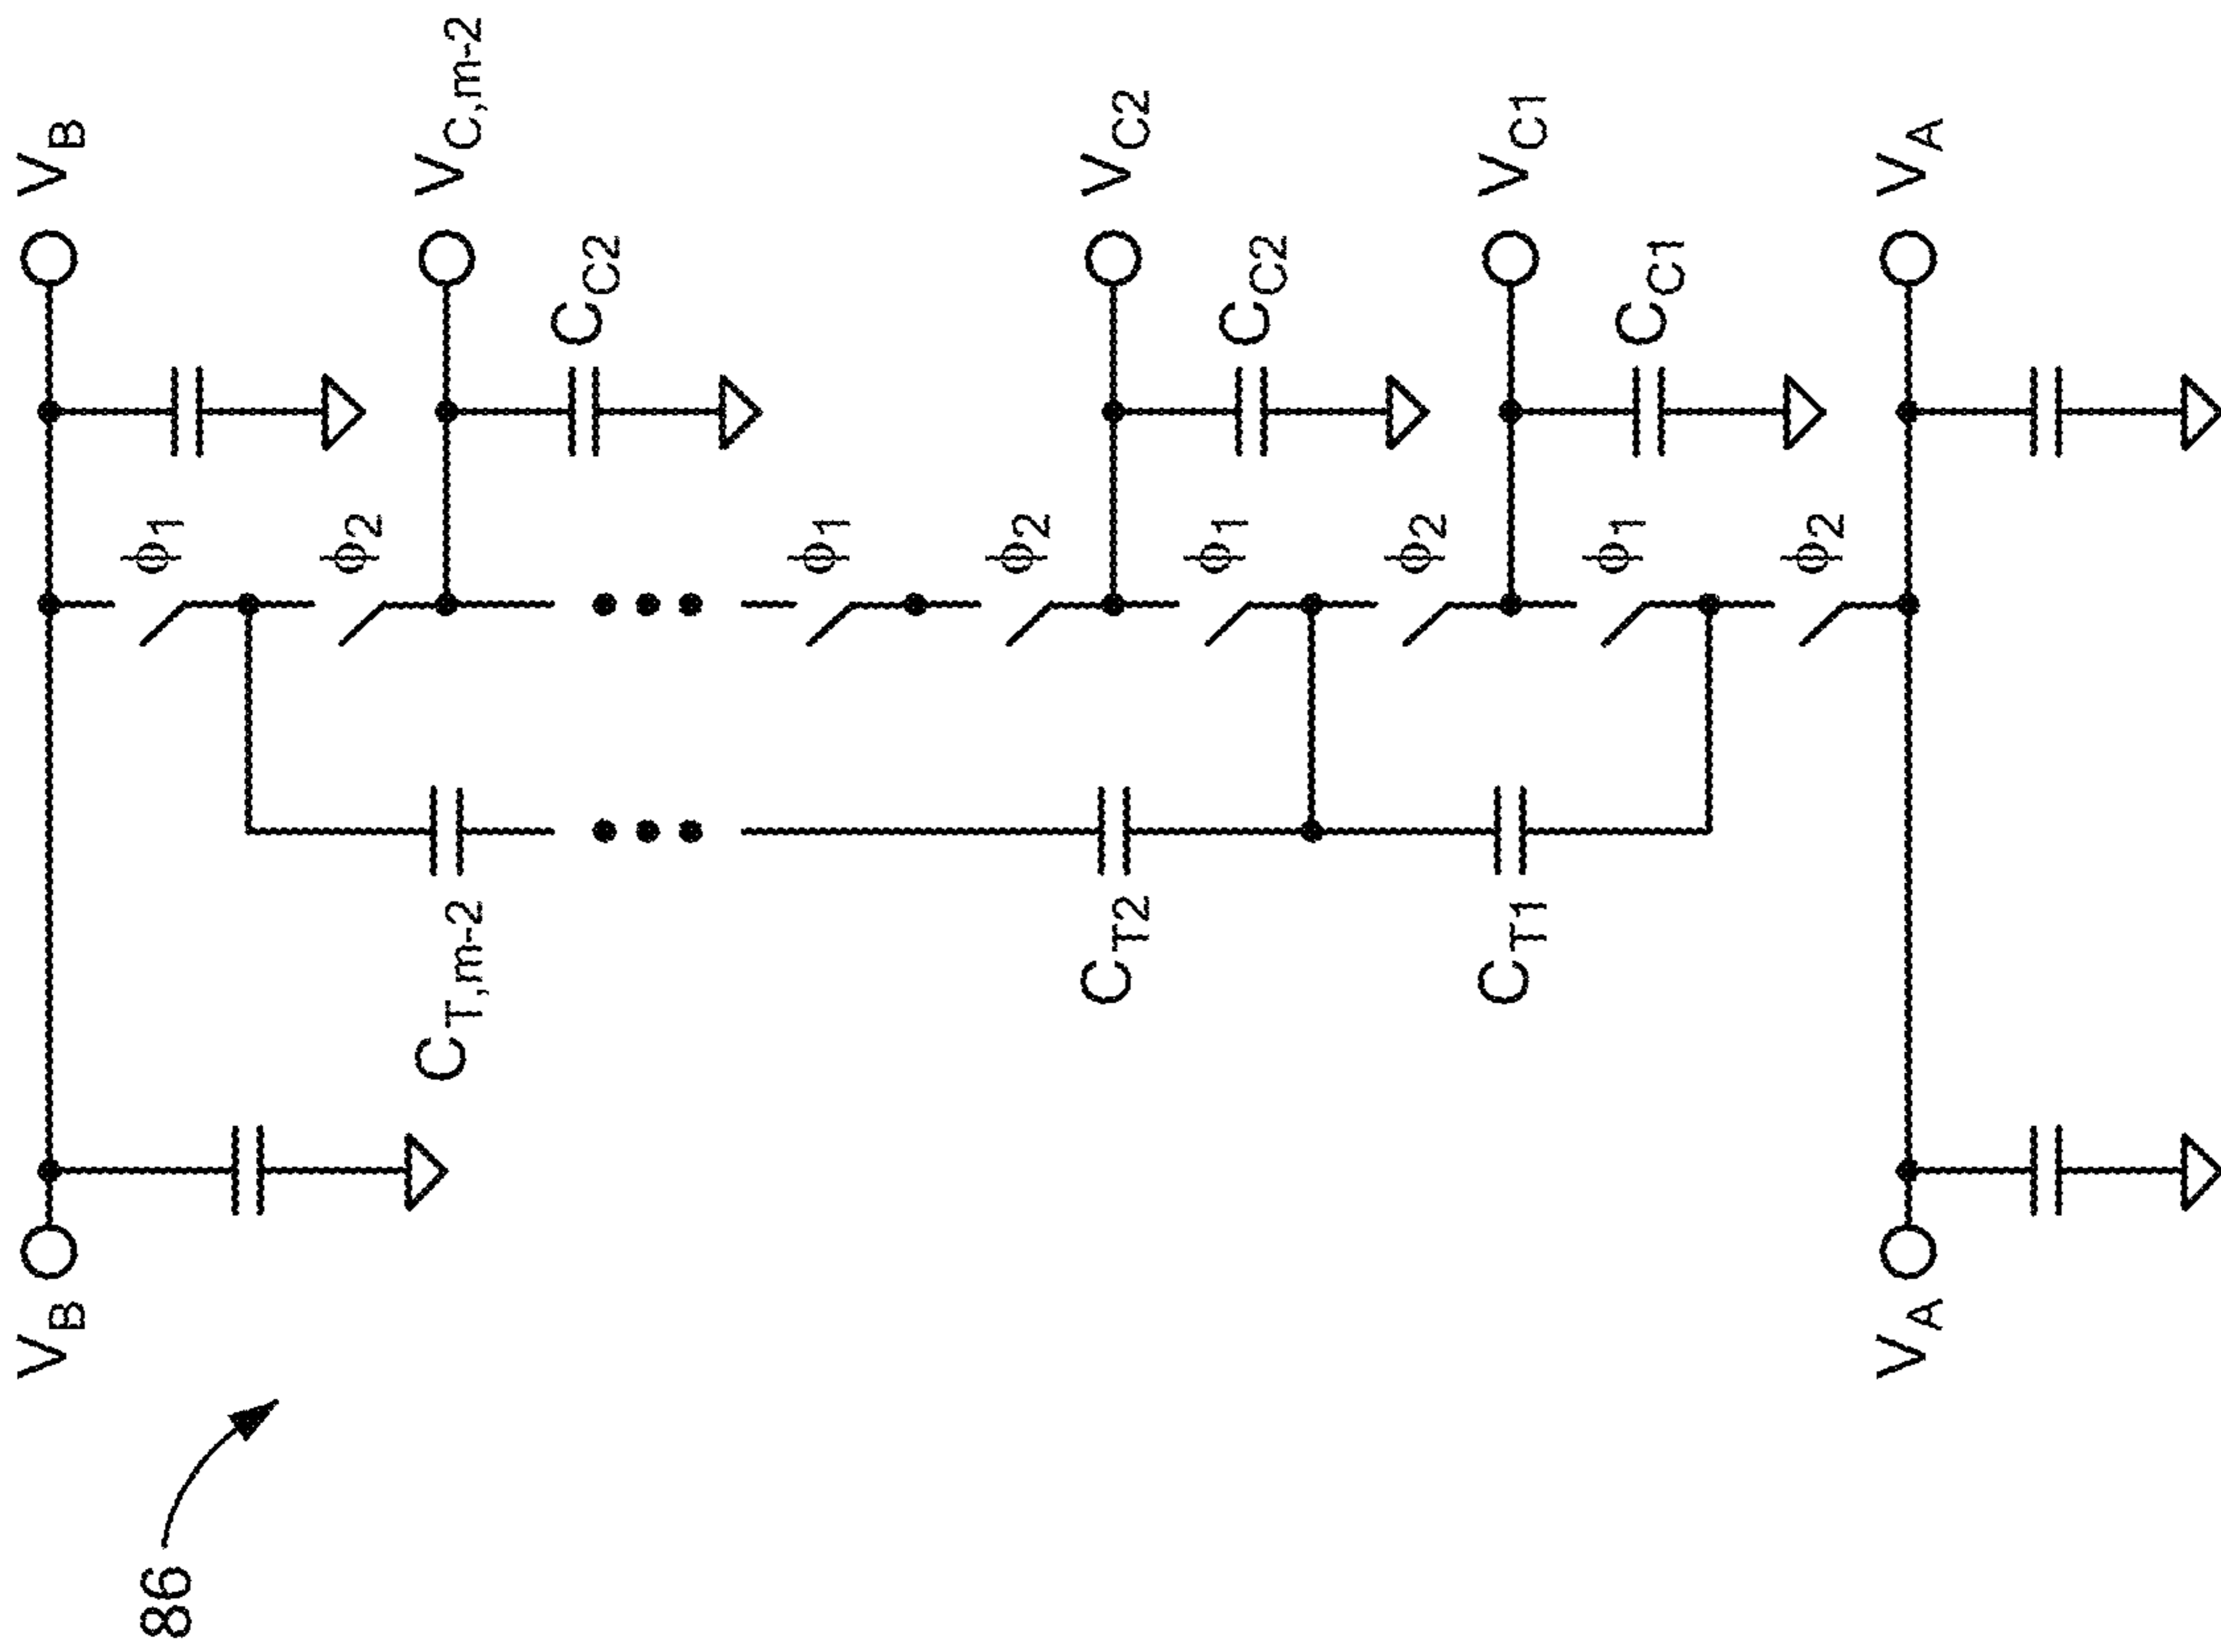 86
V_B
V_B
ϕ1
ϕ2
V_C,m-2
C_C2
C_T,m-2
ϕ1
ϕ2
V_C2
C_C2
C_T2
ϕ1
ϕ2
V_C1
C_C1
C_T1
ϕ1
ϕ2
V_A
V_A